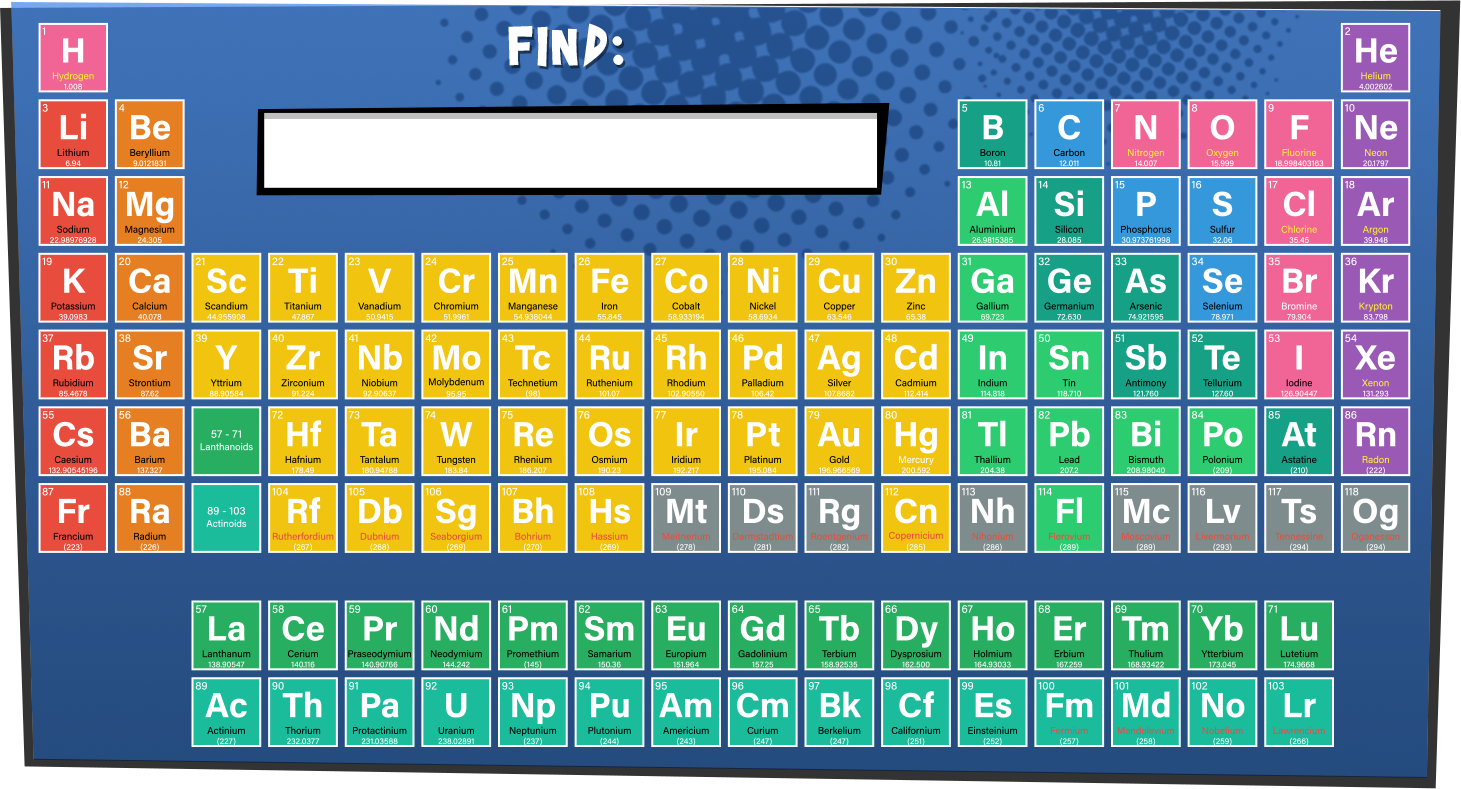 FIND:
1
H
Hydrogen
1.008
2
He
Helium
4.002602
3
Li
Lithium
6.94
4
Be
Beryllium
9.0121831
5
B
Boron
10.81
6
C
Carbon
12.011
7
N
Nitrogen
14.007
8
O
Oxygen
15.999
9
F
Fluorine
18.998403163
10
Ne
Neon
20.1797
11
Na
Sodium
22.98976928
12
Mg
Magnesium
24.305
13
Al
Aluminium
26.9815385
14
Si
Silicon
28.085
15
P
Phosphorus
30.973761998
16
S
Sulfur
32.06
17
Cl
Chlorine
35.45
18
Ar
Argon
39.948
19
K
Potassium
39.0983
20
Ca
Calcium
40.078
21
Sc
Scandium
44.955908
22
Ti
Titanium
47.867
23
V
Vanadium
50.9415
24
Cr
Chromium
51.9961
25
Mn
Manganese
54.938044
26
Fe
Iron
55.845
27
Co
Cobalt
58.933194
28
Ni
Nickel
58.6934
29
Cu
Copper
63.546
30
Zn
Zinc
65.38
31
Ga
Gallium
69.723
32
Ge
Germanium
72.630
33
As
Arsenic
74.921595
34
Se
Selenium
78.971
35
Br
Bromine
79.904
36
Kr
Krypton
83.798
37
Rb
Rubidium
85.4678
38
Sr
Strontium
87.62
39
Y
Yttrium
88.90584
40
Zr
Zirconium
91.224
41
Nb
Niobium
92.90637
42
Mo
Molybdenum
95.95
43
Tc
Technetium
(98)
44
Ru
Ruthenium
101.07
45
Rh
Rhodium
102.90550
46
Pd
Palladium
106.42
47
Ag
Silver
107.8682
48
Cd
Cadmium
112.414
49
In
Indium
114.818
50
Sn
Tin
118.710
51
Sb
Antimony
121.760
52
Te
Tellurium
127.60
53
I
Iodine
126.90447
54
Xe
Xenon
131.293
55
Cs
Caesium
132.90545196
56
Ba
Barium
137.327
57 - 71
Lanthanoids
72
Hf
Hafnium
178.49
73
Ta
Tantalum
180.94788
74
W
Tungsten
183.84
75
Re
Rhenium
186.207
76
Os
Osmium
190.23
77
Ir
Iridium
192.217
78
Pt
Platinum
195.084
79
Au
Gold
196.966569
80
Hg
Mercury
200.592
81
Tl
Thallium
204.38
82
Pb
Lead
207.2
83
Bi
Bismuth
208.98040
84
Po
Polonium
(209)
85
At
Astatine
(210)
86
Rn
Radon
(222)
87
Fr
Francium
(223)
88
Ra
Radium
(226)
89 - 103
Actinoids
104
Rf
Rutherfordium
(267)
105
Db
Dubnium
(268)
106
Sg
Seaborgium
(269)
107
Bh
Bohrium
(270)
108
Hs
Hassium
(269)
109
Mt
Meitnerium
(278)
110
Ds
Darmstadtium
(281)
111
Rg
Roentgenium
(282)
112
Cn
Copernicium
(285)
113
Nh
Nihonium
(286)
114
Fl
Flerovium
(289)
115
Mc
Moscovium
(289)
116
Lv
Livermorium
(293)
117
Ts
Tennessine
(294)
118
Og
Oganesson
(294)
57
La
Lanthanum
138.90547
58
Ce
Cerium
140.116
59
Pr
Praseodymium
140.90766
60
Nd
Neodymium
144.242
61
Pm
Promethium
(145)
62
Sm
Samarium
150.36
63
Eu
Europium
151.964
64
Gd
Gadolinium
157.25
65
Tb
Terbium
158.92535
66
Dy
Dysprosium
162.500
67
Ho
Holmium
164.93033
68
Er
Erbium
167.259
69
Tm
Thulium
168.93422
70
Yb
Ytterbium
173.045
71
Lu
Lutetium
174.9668
89
Ac
Actinium
(227)
90
Th
Thorium
232.0377
91
Pa
Protactinium
231.03588
92
U
Uranium
238.02891
93
Np
Neptunium
(237)
94
Pu
Plutonium
(244)
95
Am
Americium
(243)
96
Cm
Curium
(247)
97
Bk
Berkelium
(247)
98
Cf
Californium
(251)
99
Es
Einsteinium
(252)
100
Fm
Fermium
(257)
101
Md
Mendelevium
(258)
102
No
Nobelium
(259)
103
Lr
Lawrencium
(266)